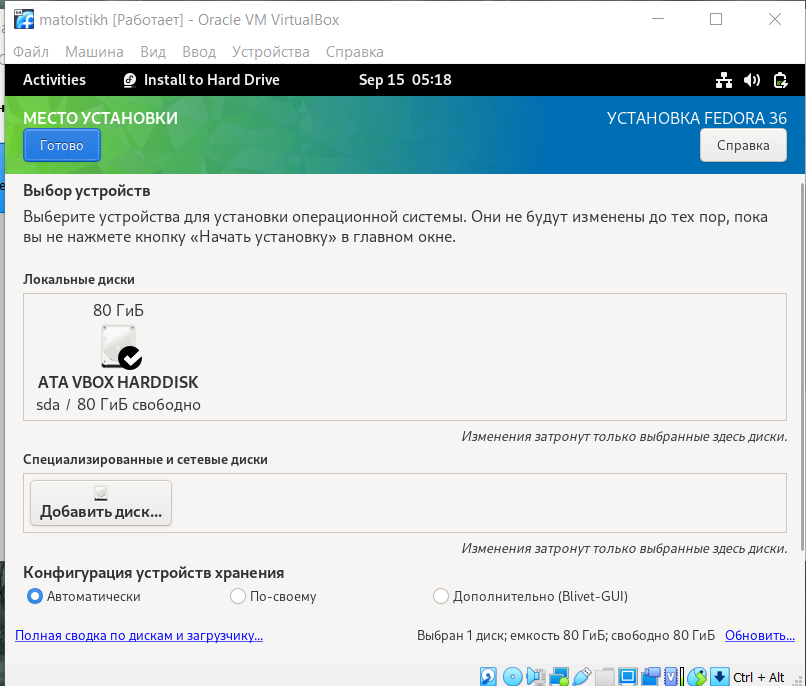 matolstikh [Работает] - Oracle VM VirtualBox
Файл Машина Вид Ввод Устройства Справка
Activities Install to Hard Drive Sep 15 05:18
МЕСТО УСТАНОВКИ УСТАНОВКА FEDORA 36
Готово Справка
Выбор устройств
Выберите устройства для установки операционной системы. Они не будут изменены до тех пор, пока
вы не нажмете кнопку «Начать установку» в главном окне.
Локальные диски
80 ГиБ
ATA VBOX HARDDISK
sda / 80 ГиБ свободно
Изменения затронут только выбранные здесь диски.
Специализированные и сетевые диски
Добавить диск...
Изменения затронут только выбранные здесь диски.
Конфигурация устройств хранения
Автоматически По-своему Дополнительно (Blivet-GUI)
Полная сводка по дискам и загрузчику... Выбран 1 диск; емкость 80 ГиБ; свободно 80 ГиБ Обновить...
Ctrl + Alt